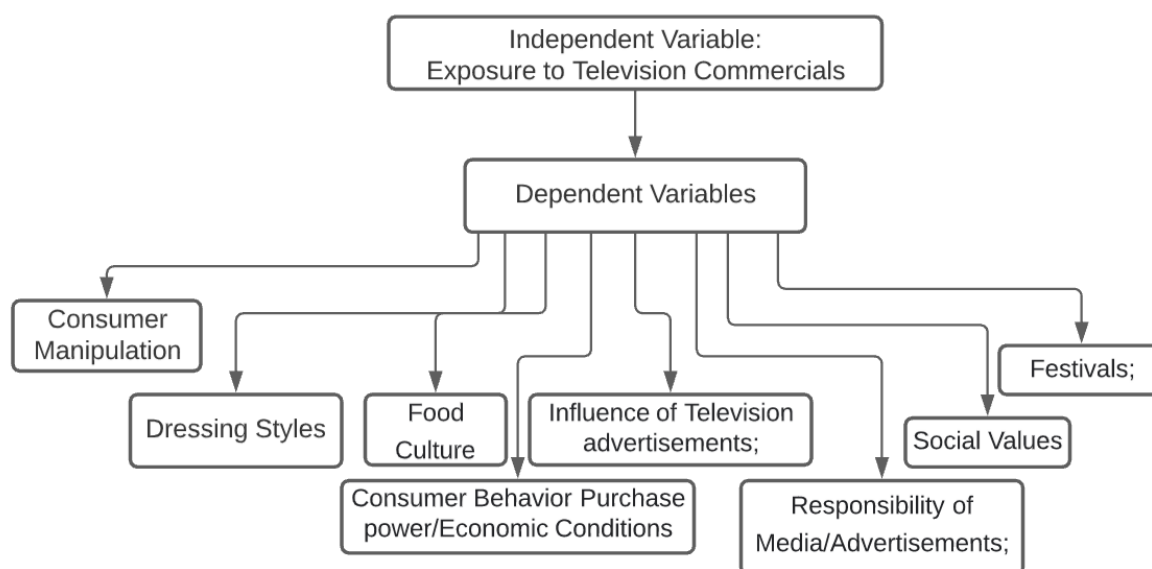 Independent Variable:
Exposure to Television Commercials
Dependent Variables
Consumer
Manipulation
Dressing Styles
Food
Culture
Consumer Behavior Purchase
power/Economic Conditions
Influence of Television
advertisements;
Responsibility of
Media/Advertisements;
Social Values
Festivals;